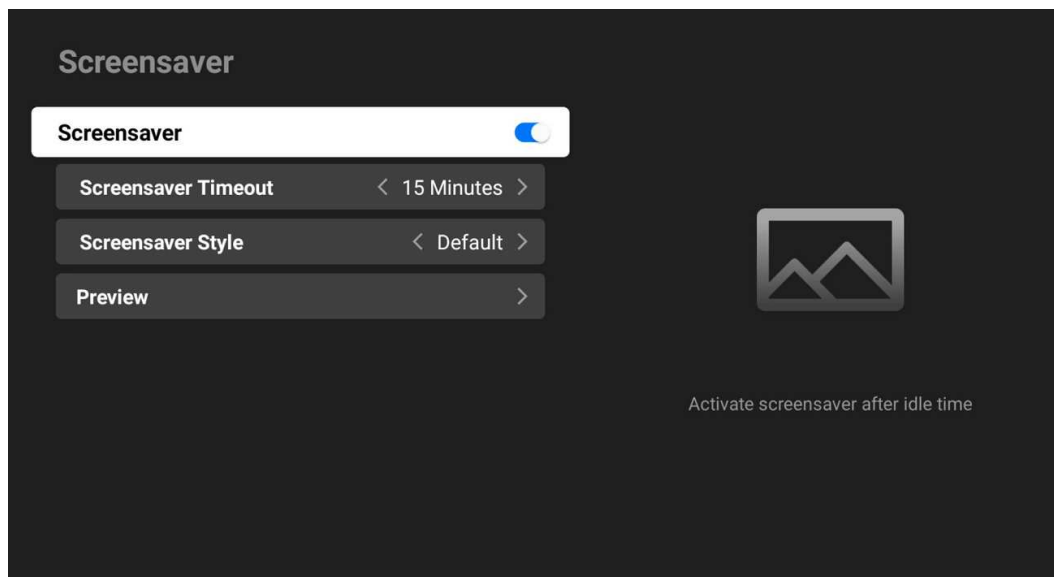 Screensaver
Screensaver
Screensaver Timeout < 15 Minutes >
Screensaver Style < Default >
Preview >
Activate screensaver after idle time